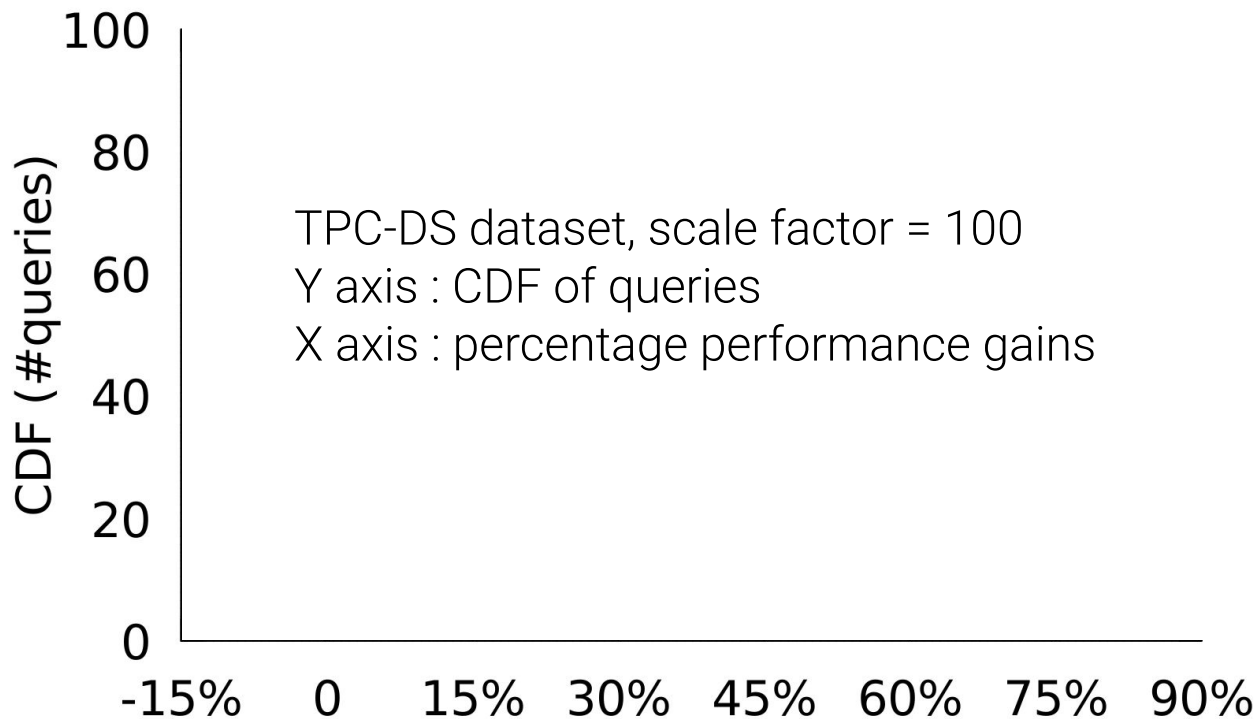 100
80
60
40
20
0
CDF (#queries)
TPC-DS dataset, scale factor = 100
Y axis : CDF of queries
X axis : percentage performance gains
-15% 0 15% 30% 45% 60% 75% 90%